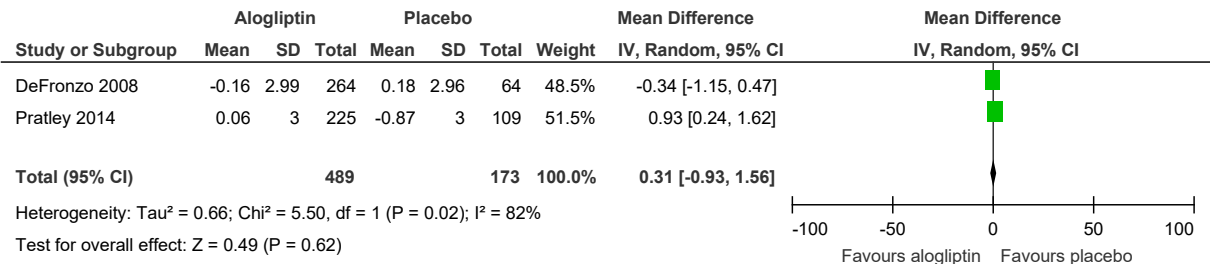 Alogliptin Placebo Mean Difference Mean Difference
Study or Subgroup Mean SD Total Mean SD Total Weight IV, Random, 95% CI IV, Random, 95% CI
DeFronzo 2008 -0.16 2.99 264 0.18 2.96 64 48.5% -0.34 [-1.15, 0.47]
Pratley 2014 0.06 3 225 -0.87 3 109 51.5% 0.93 [0.24, 1.62]
Total (95% CI) 489 173 100.0% 0.31 [-0.93, 1.56]
Heterogeneity: Tau² = 0.66; Chi² = 5.50, df = 1 (P = 0.02); I² = 82%
Test for overall effect: Z = 0.49 (P = 0.62)
-100 -50 0 50 100
Favours alogliptin Favours placebo